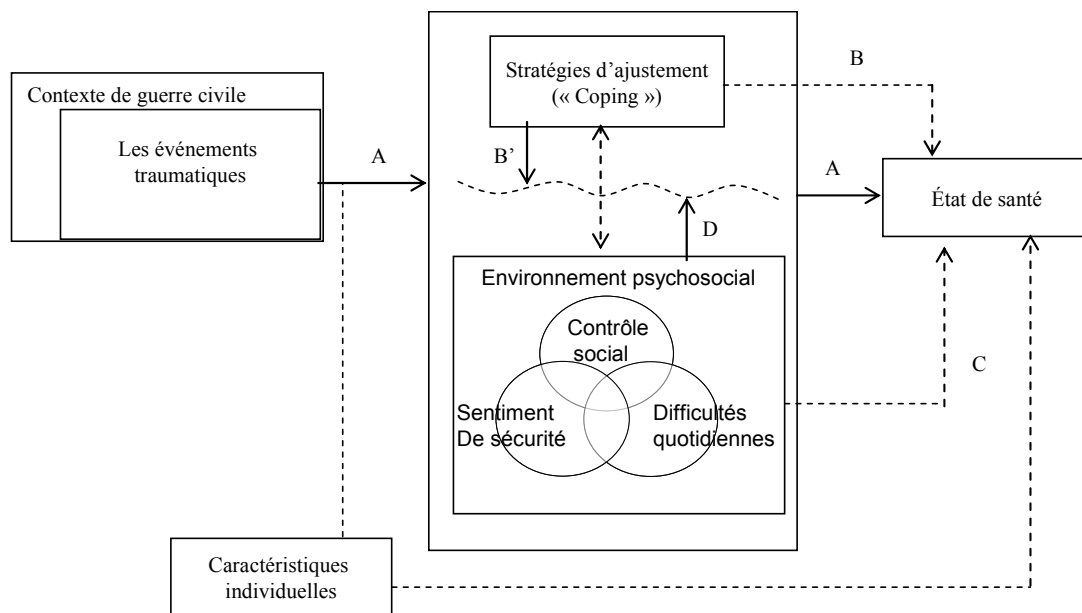 Contexte de guerre civile
Les événements
traumatiques
A
Stratégies d'ajustement
(« Coping »)
B
B'
A
État de santé
D
Environnement psychosocial
Contrôle
social
Sentiment
De sécurité
Difficultés
quotidiennes
C
Caractéristiques
individuelles